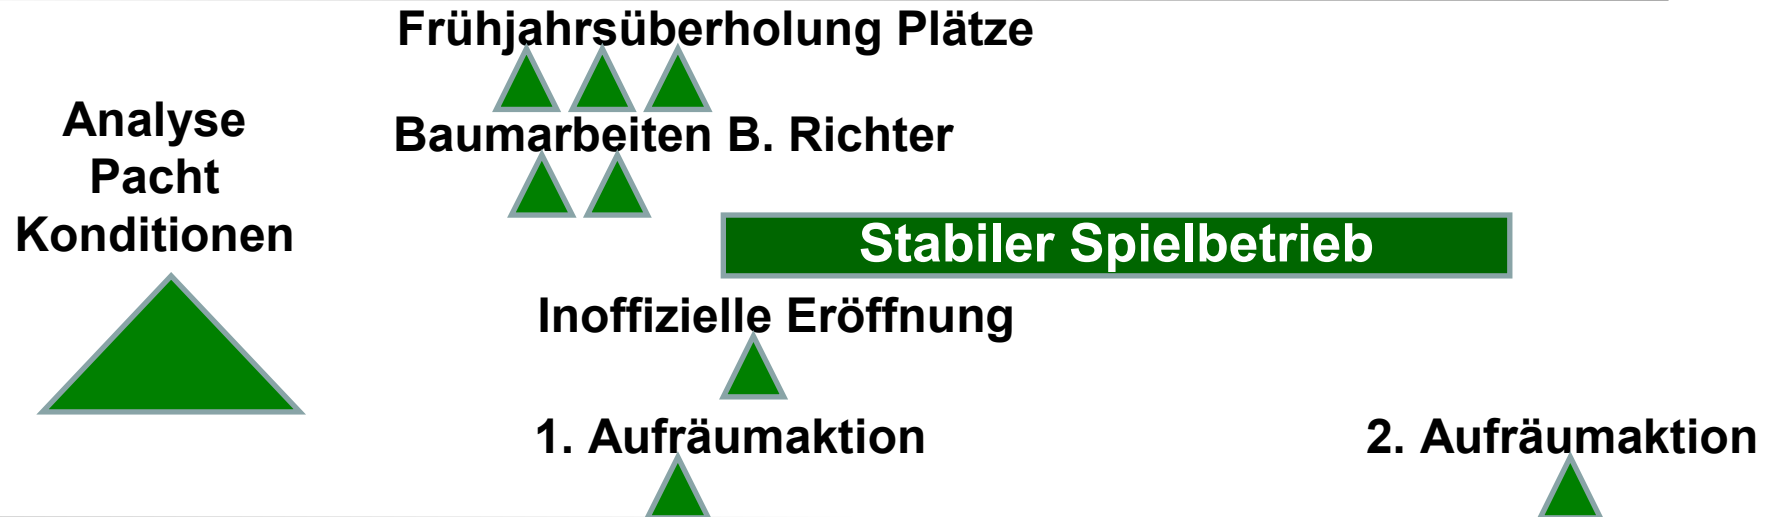 Frühjahrsüberholung Plätze
Analyse
Pacht
Konditionen
Baumarbeiten B. Richter
Stabiler Spielbetrieb
Inoffizielle Eröffnung
1. Aufräumaktion
2. Aufräumaktion